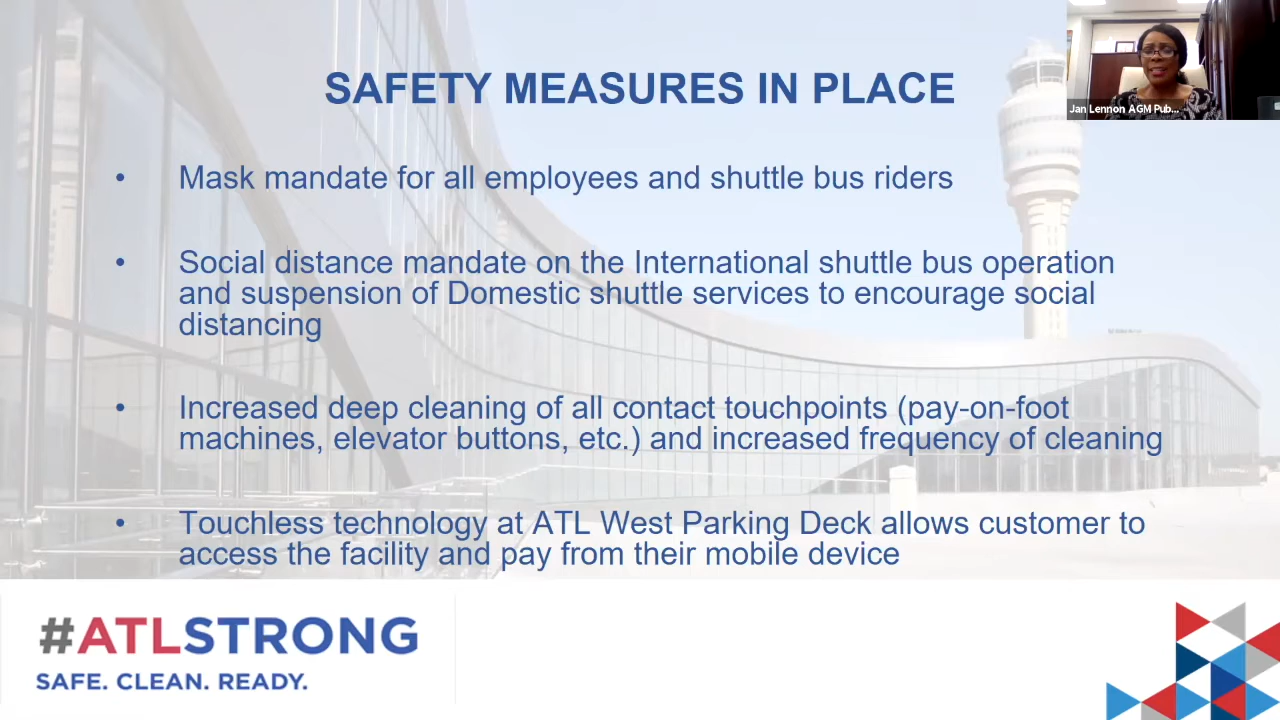 SAFETY MEASURES IN PLACE
Jan Lennon AGM Pub...
• Mask mandate for all employees and shuttle bus riders
• Social distance mandate on the International shuttle bus operation
and suspension of Domestic shuttle services to encourage social
distancing
• Increased deep cleaning of all contact touchpoints (pay-on-foot
machines, elevator buttons, etc.) and increased frequency of cleaning
• Touchless technology at ATL West Parking Deck allows customer to
access the facility and pay from their mobile device
#ATLSTRONG
SAFE. CLEAN. READY.